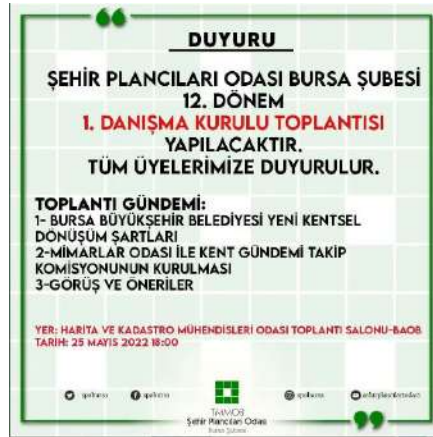 DUYURU
ŞEHİR PLANCILARI ODASI BURSA ŞUBESİ
12. DÖNEM
1. DANIŞMA KURULU TOPLANTISI
YAPILACAKTIR.
TÜM ÜYELERİMİZE DUYURULUR.
TOPLANTI GÜNDEMİ:
1- BURSA BÜYÜKŞEHİR BELEDİYESİ YENİ KENTSEL
DÖNÜŞÜM ŞARTLARI
2-MİMARLAR ODASI İLE KENT GÜNDEMİ TAKİP
KOMİSYONUNUN KURULMASI
3-GÖRÜŞ VE ÖNERİLER
YER: HARİTA VE KADASTRO MÜHENDİSLERİ ODASI TOPLANTI SALONU-BAOB
TARİH: 25 MAYIS 2022 18:00
TMMOB
Şehir Plancıları Odası
Bursa Şubesi